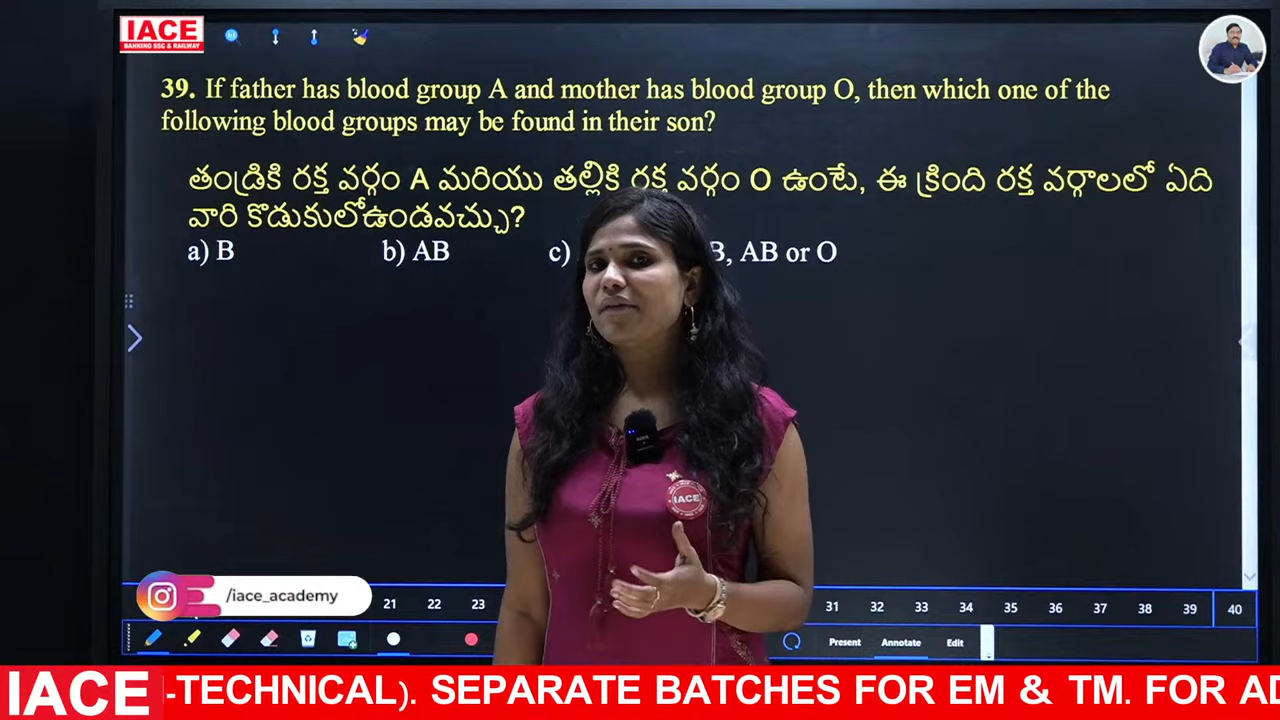 IACE
BANKING SSC & RAILWAY
39. If father has blood group A and mother has blood group O, then which one of the
following blood groups may be found in their son?
తండ్రికి రక్త వర్గం A మరియు తల్లికి రక్త వర్గం O ఉంటే, ఈ క్రింది రక్త వర్గాలలో ఏది
వారి కొడుకులోఉండవచ్చు?
a) B b) AB c) B, AB or O
IACE
/iace_academy 21 22 23 31 32 33 34 35 36 37 38 39 40
Present Annotate Edit
IACE -TECHNICAL). SEPARATE BATCHES FOR EM & TM. FOR AD